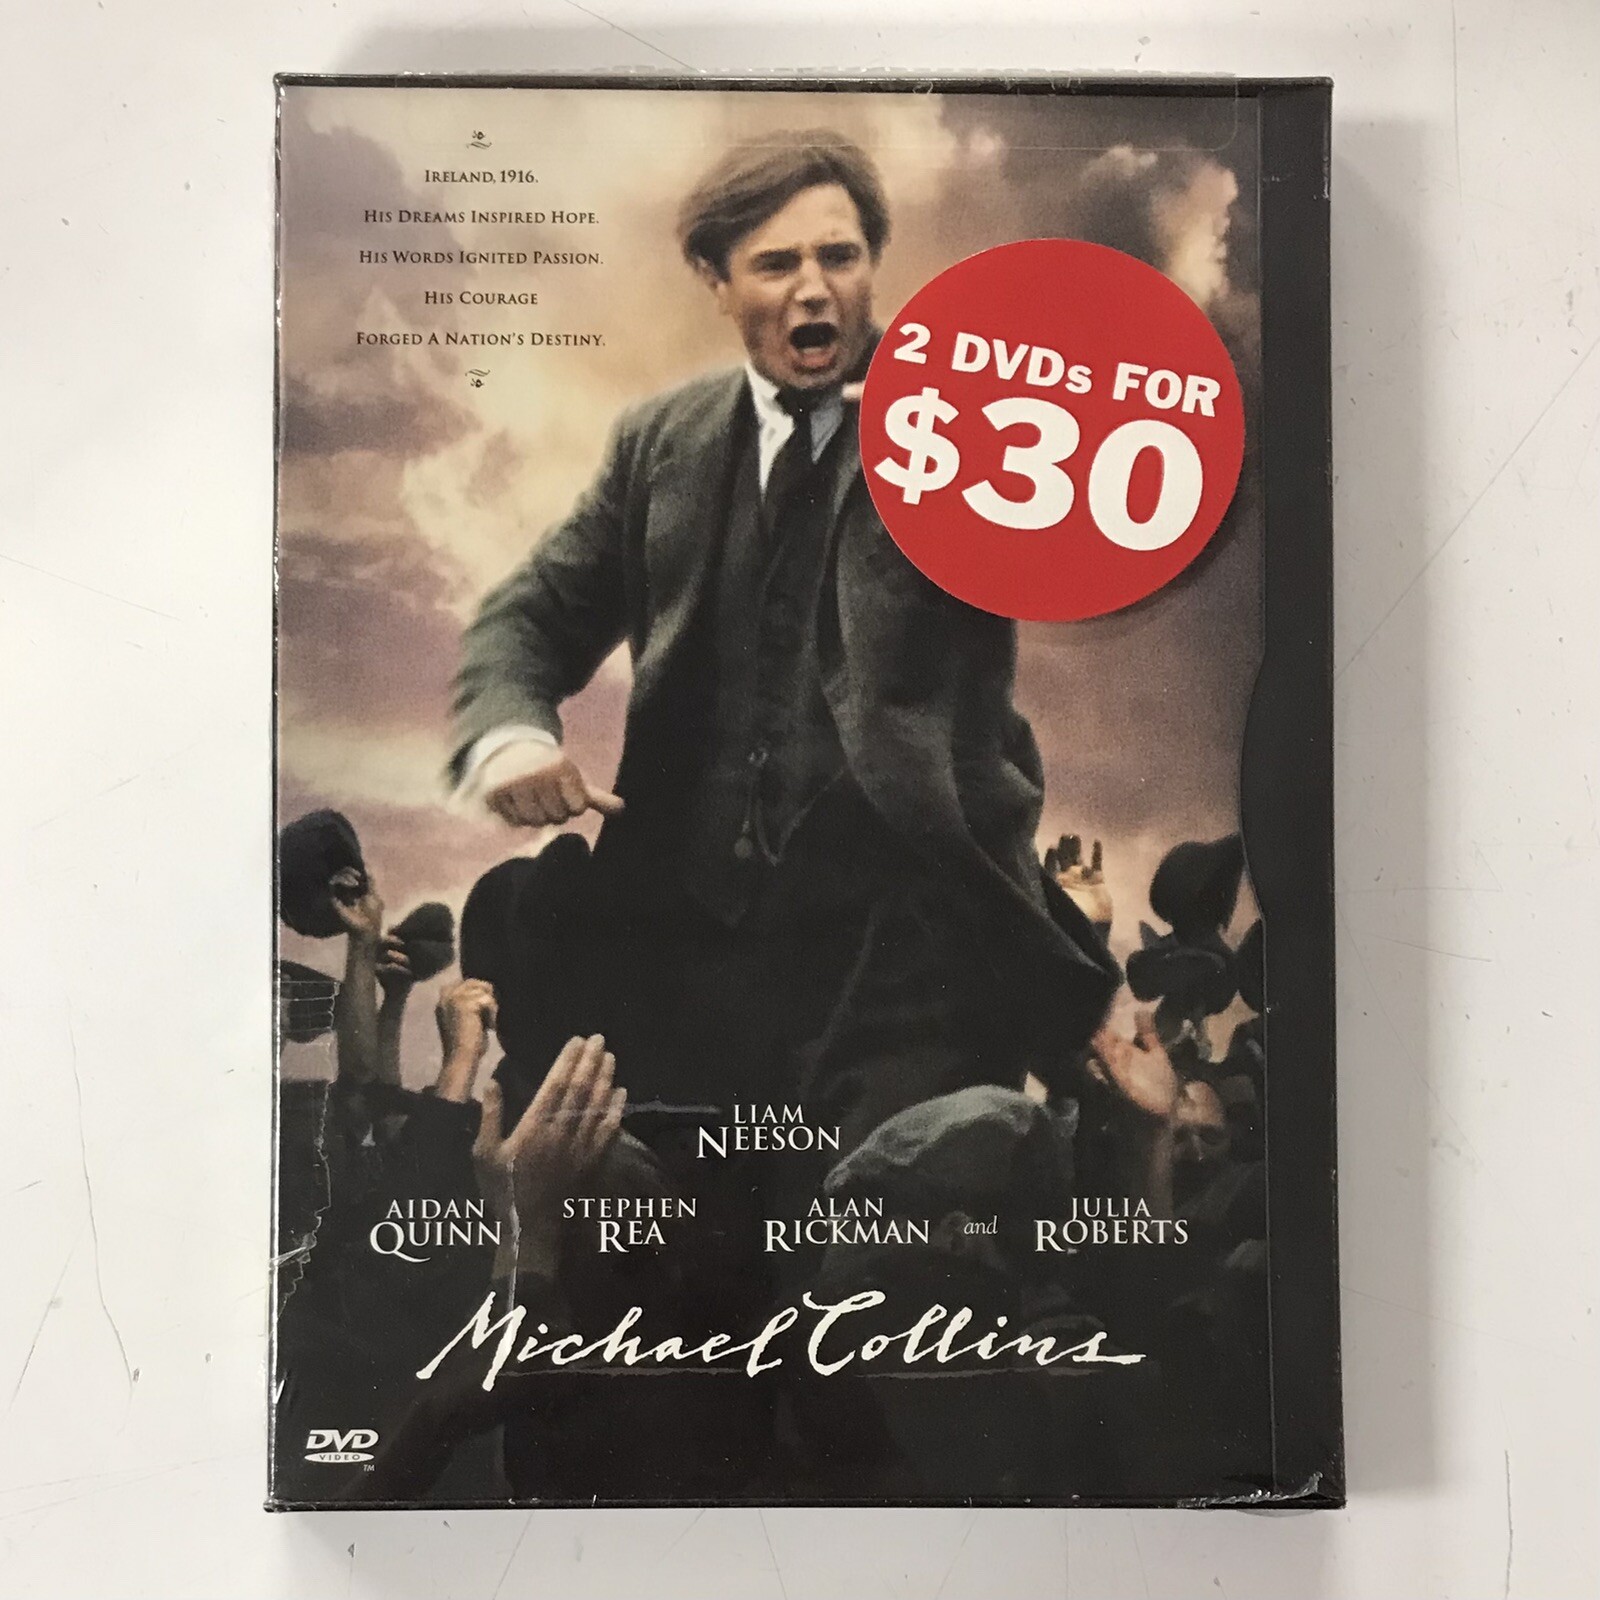 IRELAND, 1916.
HIS DREAMS INSPIRED HOPE.
HIS WORDS IGNITED PASSION.
HIS COURAGE
FORGED A NATION'S DESTINY.
2 DVDs FOR
$30
LIAM
NEESON
AIDAN
QUINN
STEPHEN
REA
ALAN
RICKMAN
and
JULIA
ROBERTS
Michael Collins
DVD
VIDEO
TM